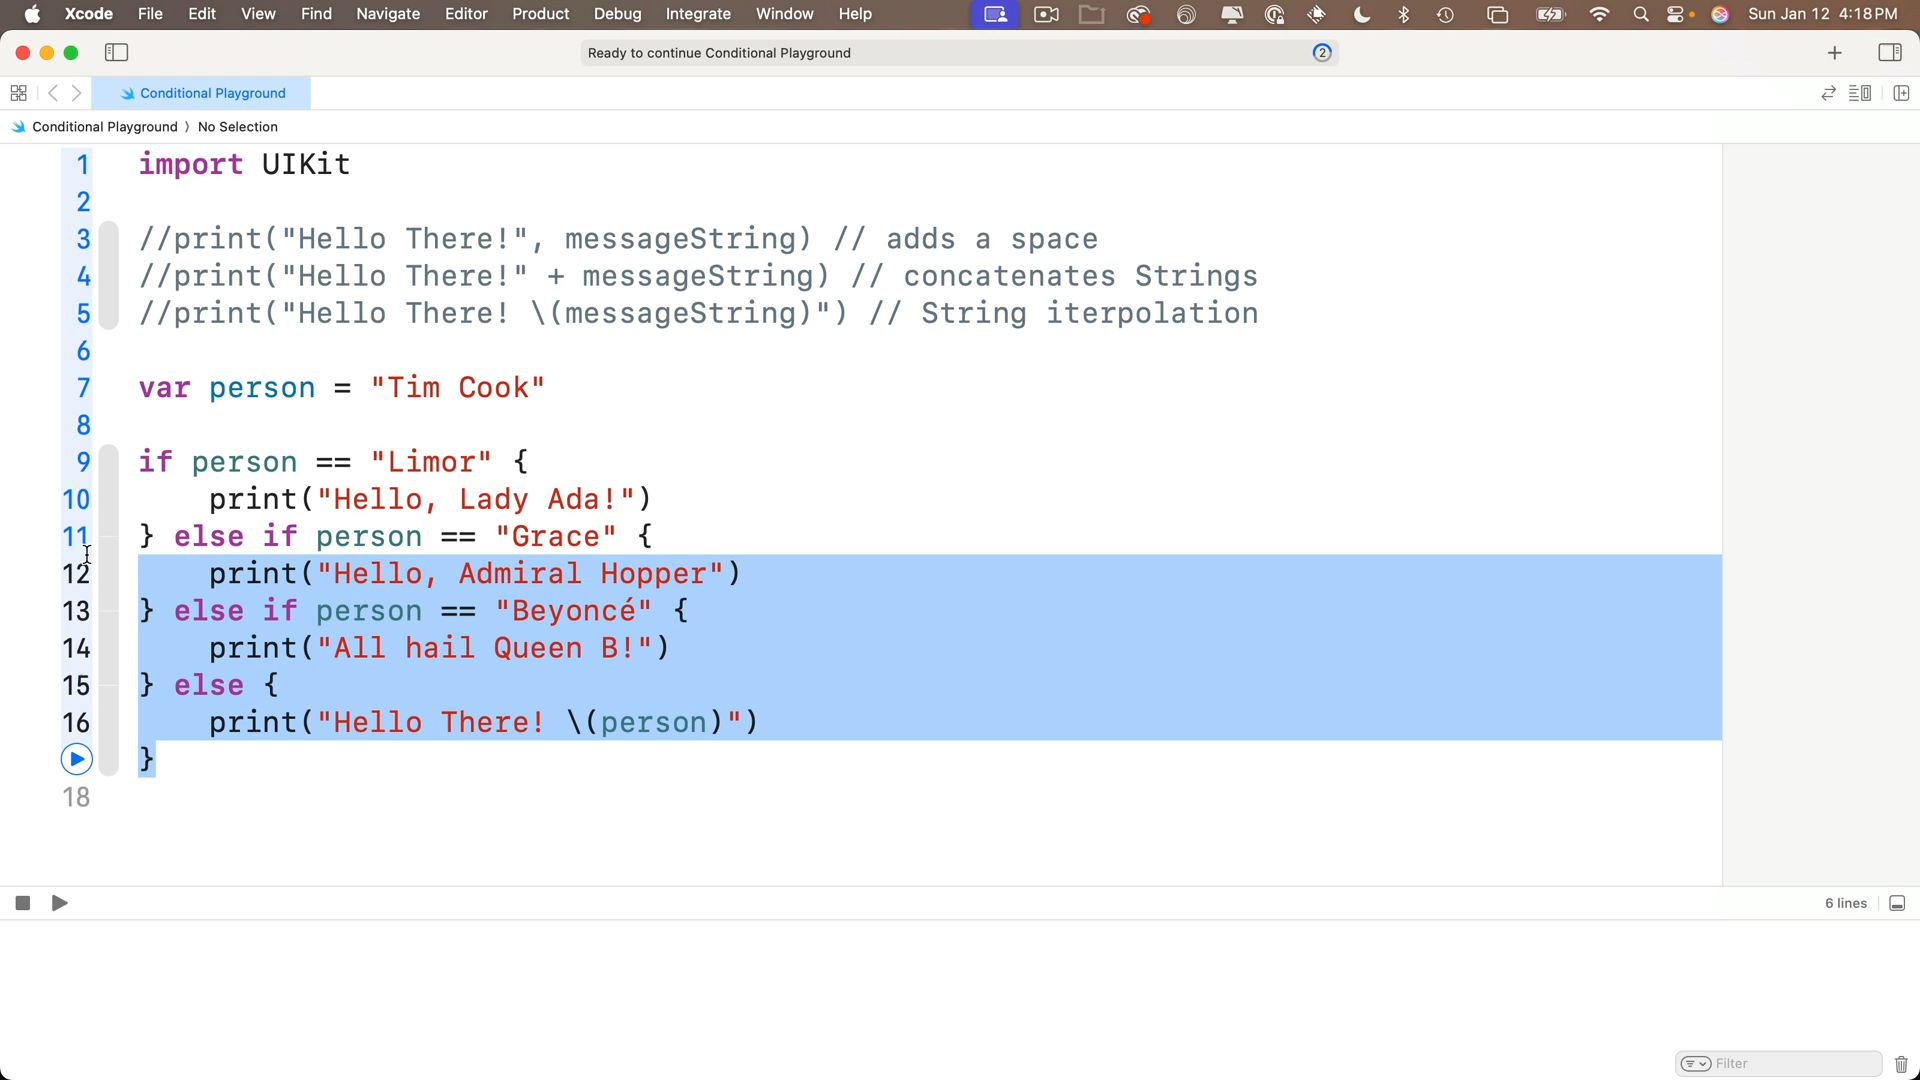 Xcode File Edit View Find Navigate Editor Product Debug Integrate Window Help Sun Jan 12 4:18 PM
Ready to continue Conditional Playground 2
Conditional Playground
Conditional Playground ⟩ No Selection
1 import UIKit
2
3 //print("Hello There!", messageString) // adds a space
4 //print("Hello There!" + messageString) // concatenates Strings
5 //print("Hello There! \(messageString)") // String iterpolation
6
7 var person = "Tim Cook"
8
9 if person == "Limor" {
10     print("Hello, Lady Ada!")
11 } else if person == "Grace" {
12     print("Hello, Admiral Hopper")
13 } else if person == "Beyoncé" {
14     print("All hail Queen B!")
15 } else {
16     print("Hello There! \(person)")
}
18
6 lines
Filter